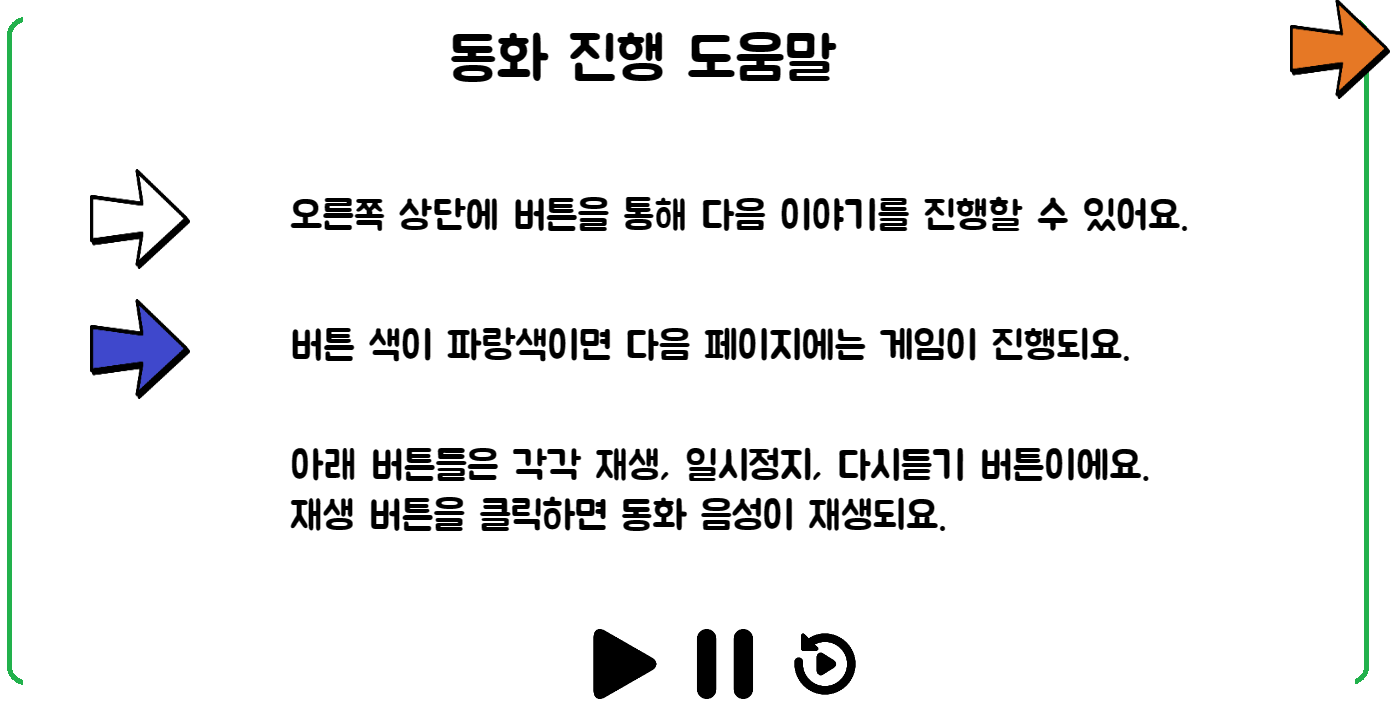 동화 진행 도움말
오른쪽 상단에 버튼을 통해 다음 이야기를 진행할 수 있어요.
버튼 색이 파랑색이면 다음 페이지에는 게임이 진행되요.
아래 버튼들은 각각 재생, 일시정지, 다시듣기 버튼이에요.
재생 버튼을 클릭하면 동화 음성이 재생되요.